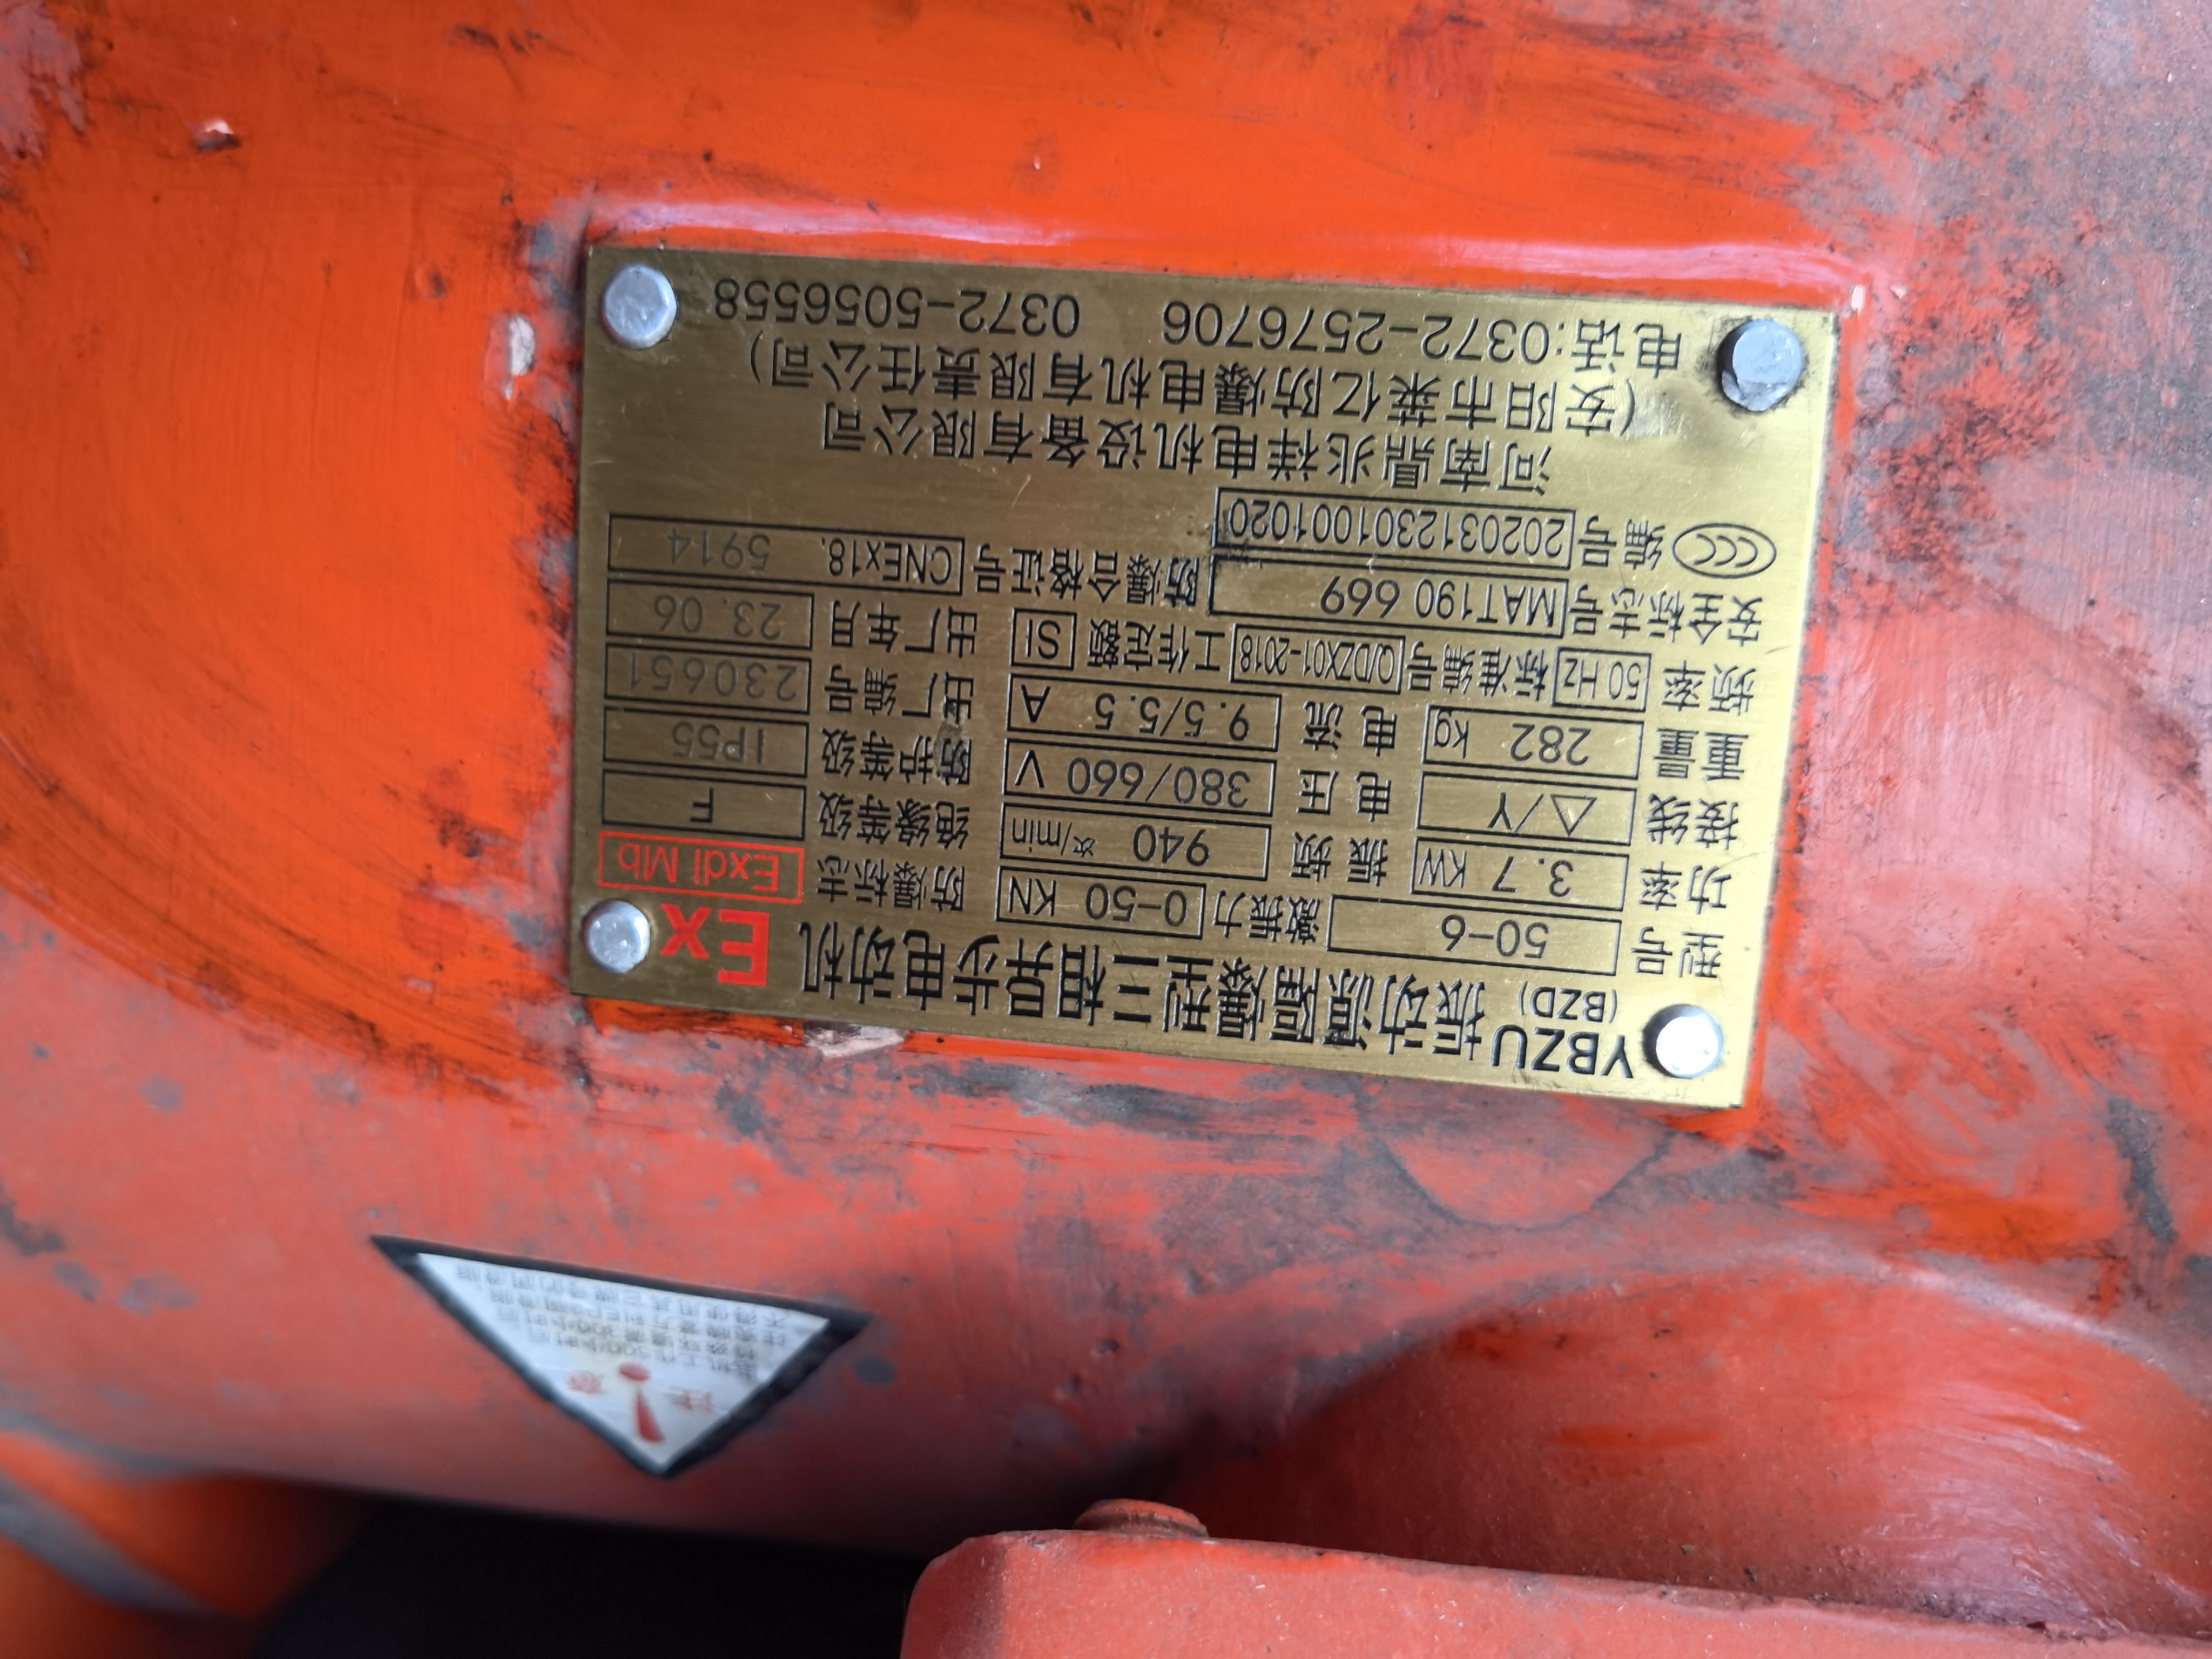 YBZU 振动源隔爆型三相异步电动机 Ex
(BZD)
型号 50-6 激振力 0-50 KN 防爆标志 ExdI Mb
功率 3.7 KW 振频 940 次/min 绝缘等级 F
接线 △/Y 电压 380/660 V 防护等级 IP55
重量 282 kg 电流 9.5/5.5 A 出厂编号 230651
频率 50 Hz 标准编号 Q/DZX01-2018 工作定额 SI 出厂年月 23.06
安全标志号 MAT190 669 防爆合格证号 CNEx18. 5914
CCC 编号 2020312301001020
河南鼎兆祥电机设备有限公司
(安阳市莱亿防爆电机有限责任公司)
电话:0372-2576706 0372-5056558
注 ! 意